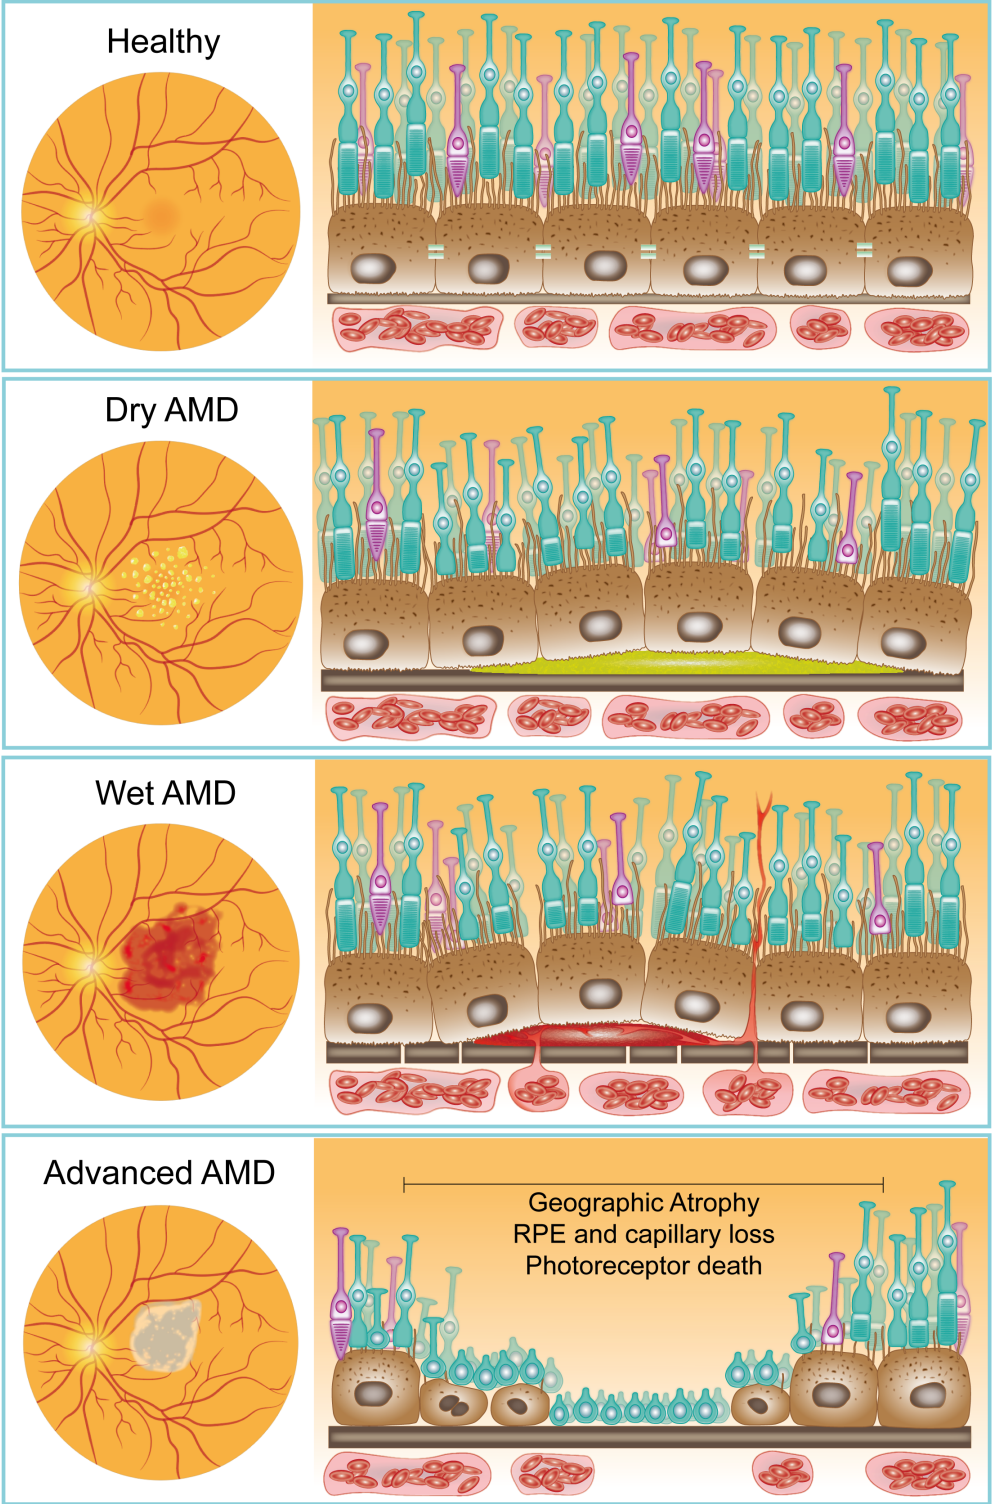 Healthy
Dry AMD
Wet AMD
Advanced AMD
Geographic Atrophy
RPE and capillary loss
Photoreceptor death